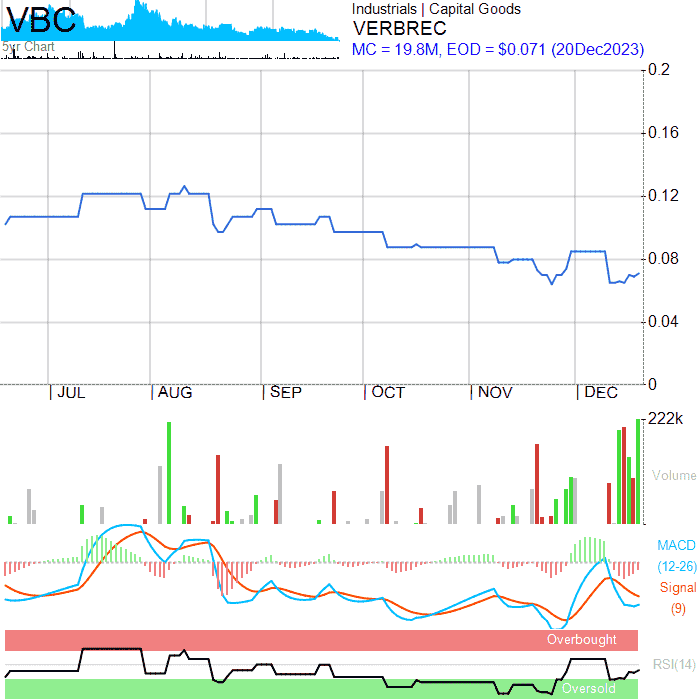 VBC
5yr Chart
Industrials | Capital Goods
VERBREC
MC = 19.8M, EOD = $0.071 (20Dec2023)
0.2
0.16
0.12
0.08
0.04
0
JUL AUG SEP OCT NOV DEC
222k
Volume
MACD
(12-26)
Signal
(9)
Overbought
RSI(14)
Oversold